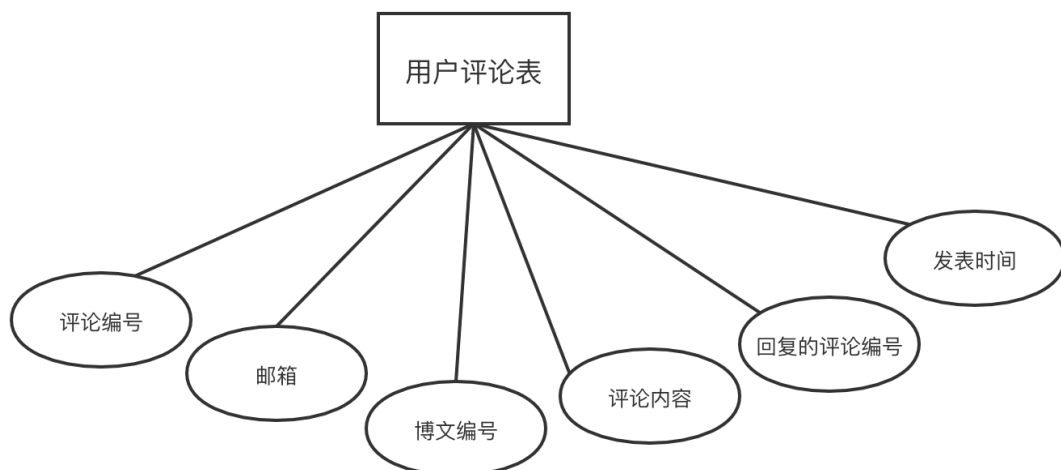 用户评论表
评论编号
邮箱
博文编号
评论内容
回复的评论编号
发表时间